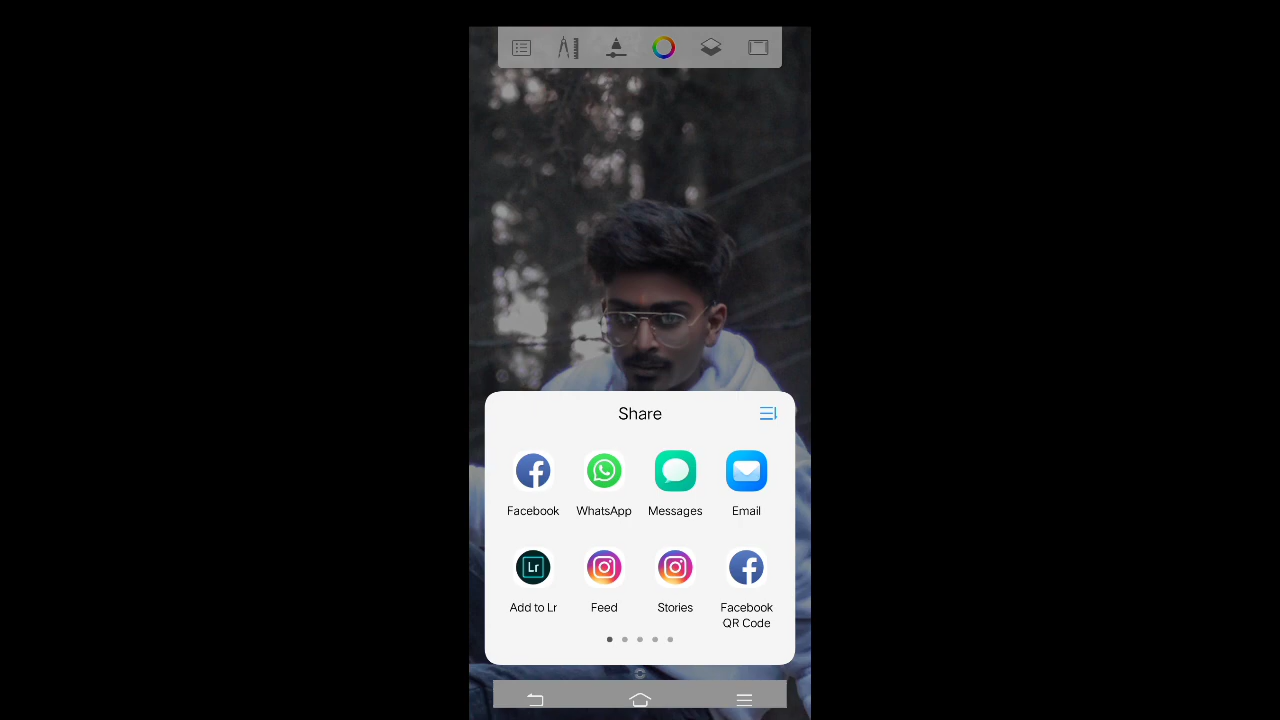 Share
Facebook WhatsApp Messages Email
Lr
Add to Lr Feed Stories Facebook
QR Code